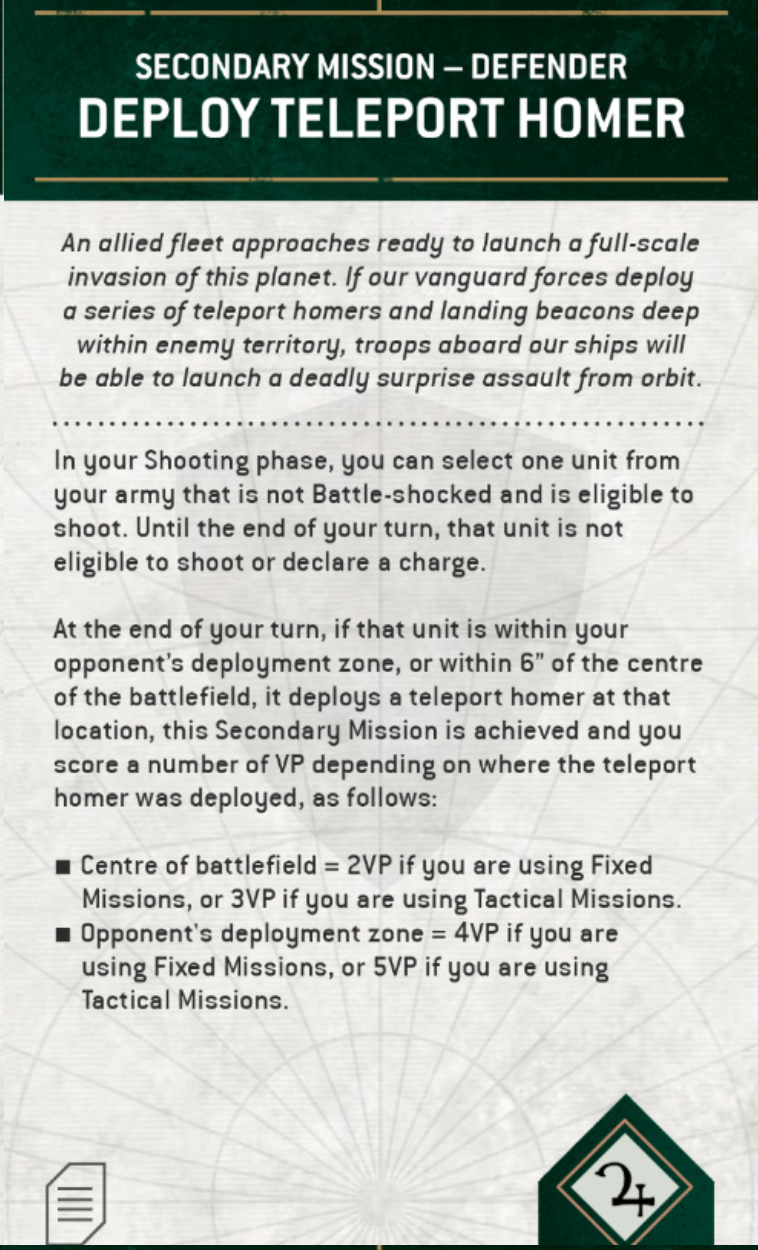 SECONDARY MISSION – DEFENDER
DEPLOY TELEPORT HOMER
An allied fleet approaches ready to launch a full-scale
invasion of this planet. If our vanguard forces deploy
a series of teleport homers and landing beacons deep
within enemy territory, troops aboard our ships will
be able to launch a deadly surprise assault from orbit.
In your Shooting phase, you can select one unit from
your army that is not Battle-shocked and is eligible to
shoot. Until the end of your turn, that unit is not
eligible to shoot or declare a charge.
At the end of your turn, if that unit is within your
opponent's deployment zone, or within 6" of the centre
of the battlefield, it deploys a teleport homer at that
location, this Secondary Mission is achieved and you
score a number of VP depending on where the teleport
homer was deployed, as follows:
■ Centre of battlefield = 2VP if you are using Fixed
Missions, or 3VP if you are using Tactical Missions.
■ Opponent's deployment zone = 4VP if you are
using Fixed Missions, or 5VP if you are using
Tactical Missions.